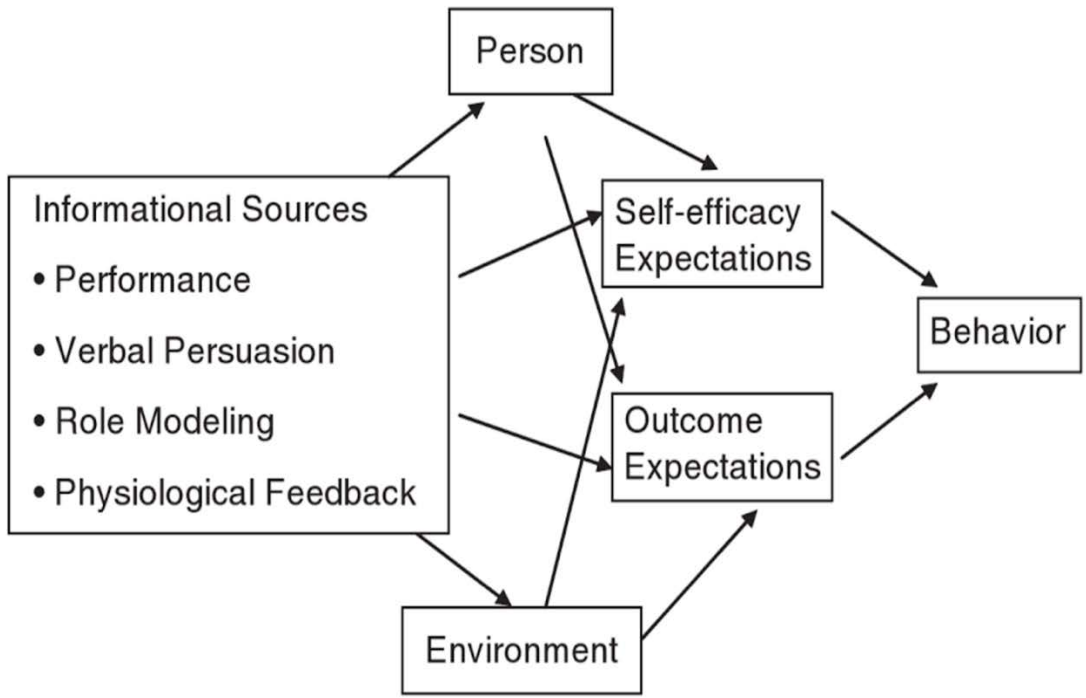 Person
Informational Sources
• Performance
• Verbal Persuasion
• Role Modeling
• Physiological Feedback
Self-efficacy
Expectations
Outcome
Expectations
Behavior
Environment